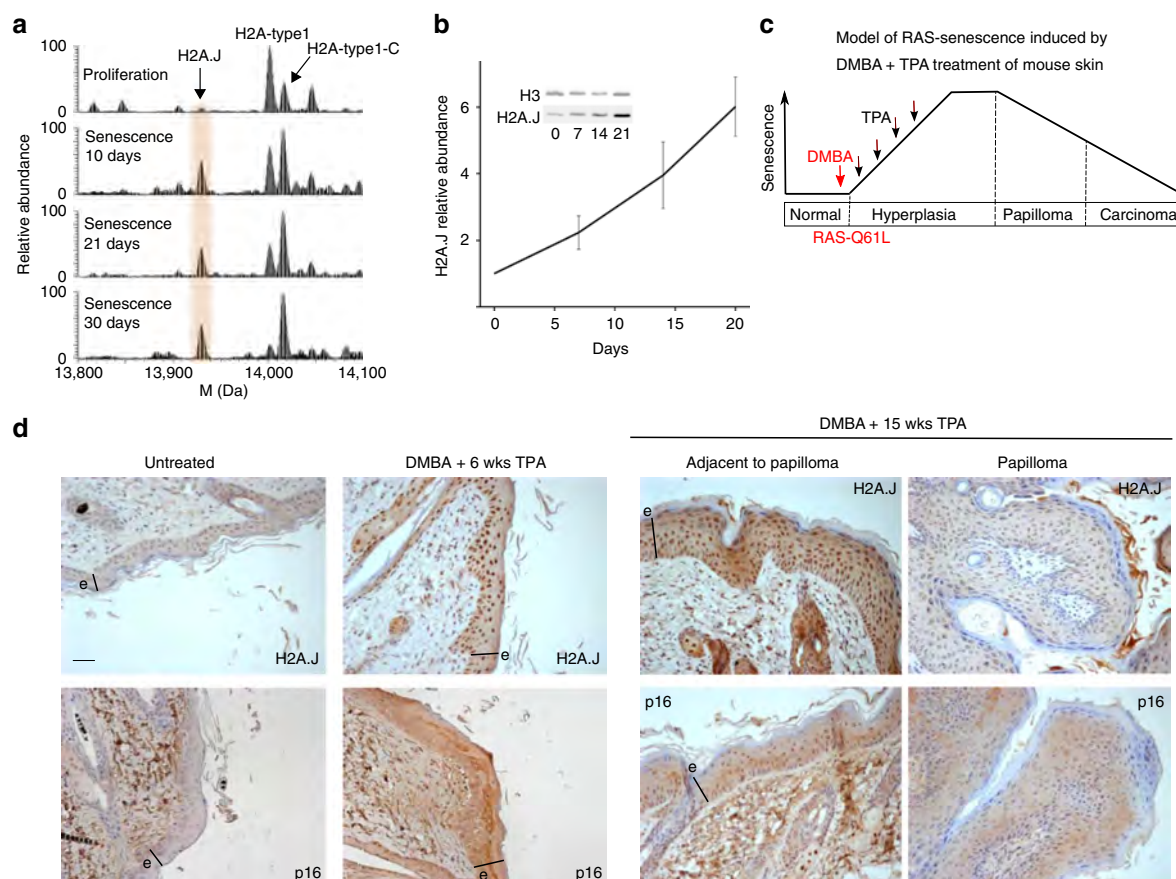 a
H2A-type1
H2A.J
H2A-type1-C
Proliferation
100
0
Senescence
10 days
100
0
Senescence
21 days
100
0
Senescence
30 days
100
0
Relative abundance
13,800
13,900
14,000
14,100
M (Da)
b
H3
H2A.J
0 7 14 21
6
4
2
H2A.J relative abundance
0 5 10 15 20
Days
c
Model of RAS-senescence induced by
DMBA + TPA treatment of mouse skin
Senescence
TPA
DMBA
Normal
Hyperplasia
Papilloma
Carcinoma
RAS-Q61L
d
DMBA + 15 wks TPA
Untreated
DMBA + 6 wks TPA
Adjacent to papilloma
Papilloma
e
H2A.J
e
H2A.J
e
H2A.J
H2A.J
e
p16
e
p16
p16
e
p16